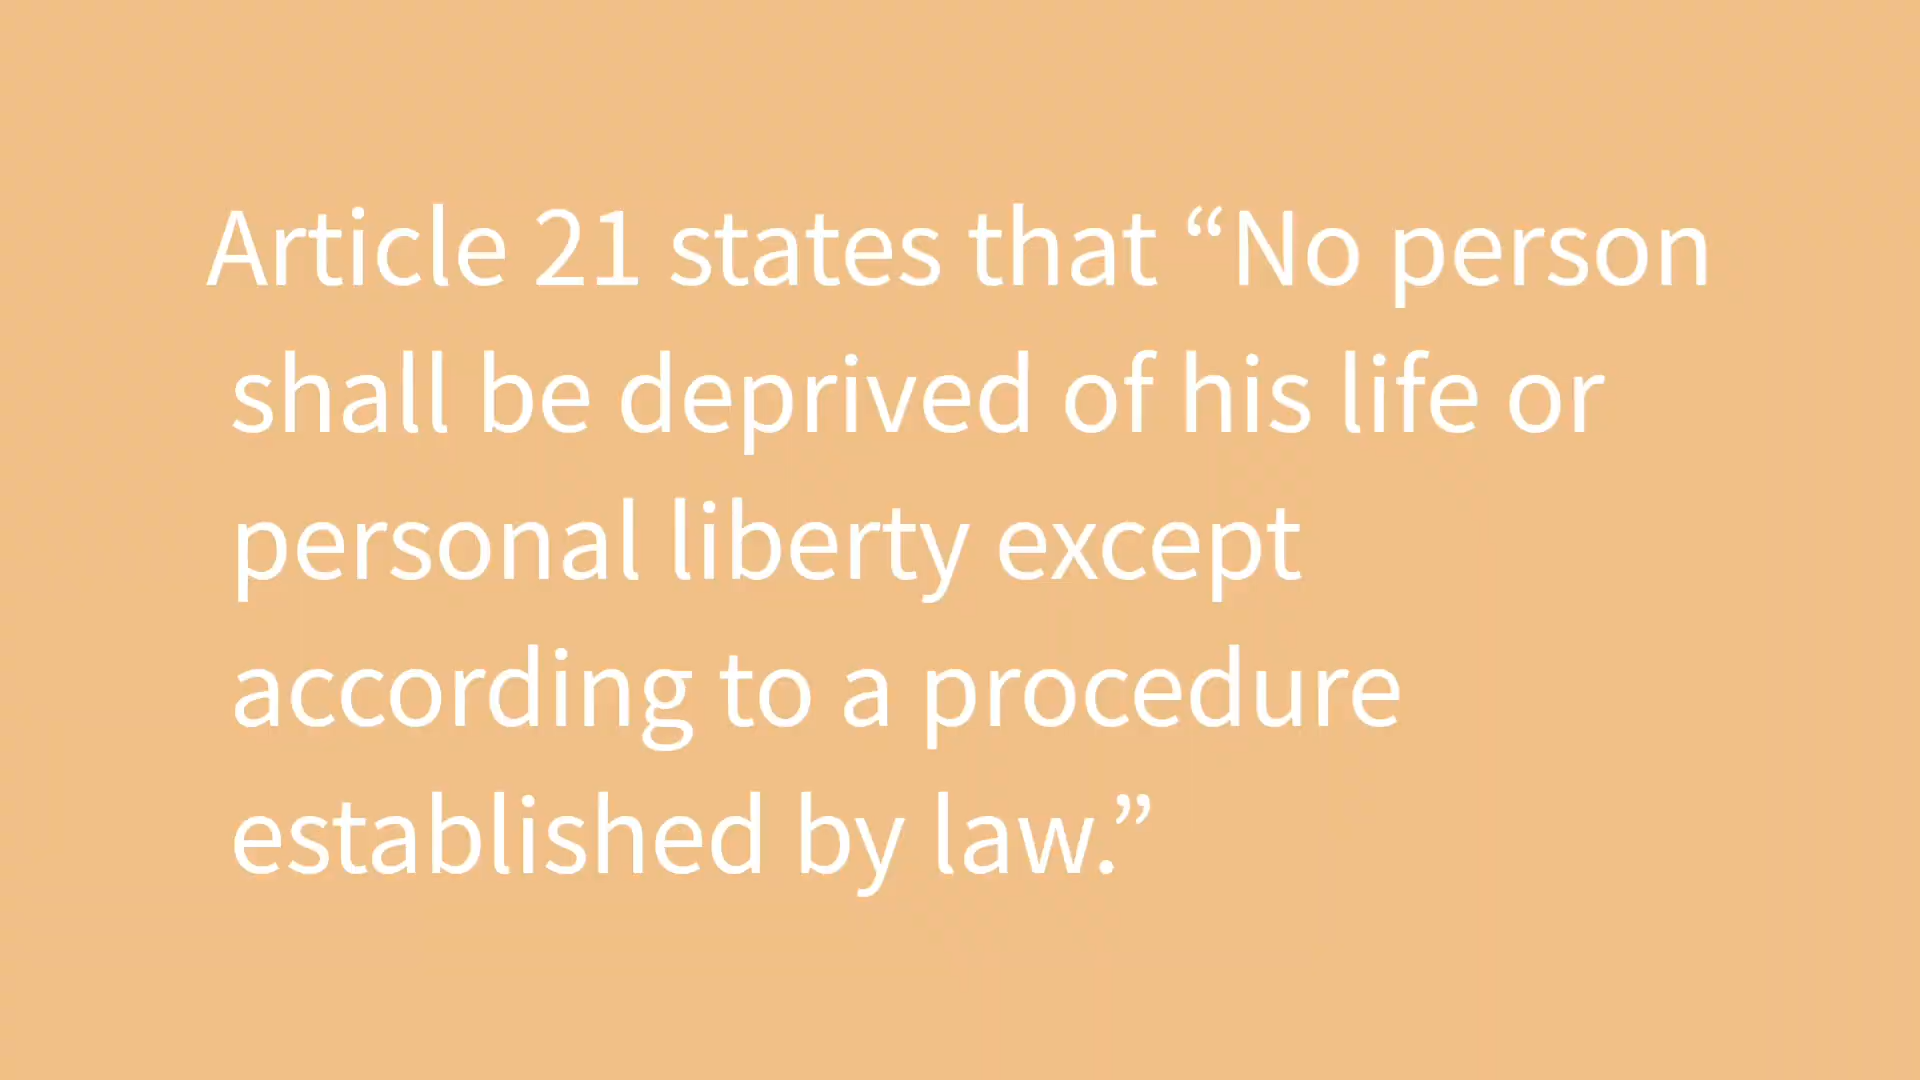 Article 21 states that “No person
shall be deprived of his life or
personal liberty except
according to a procedure
established by law.”